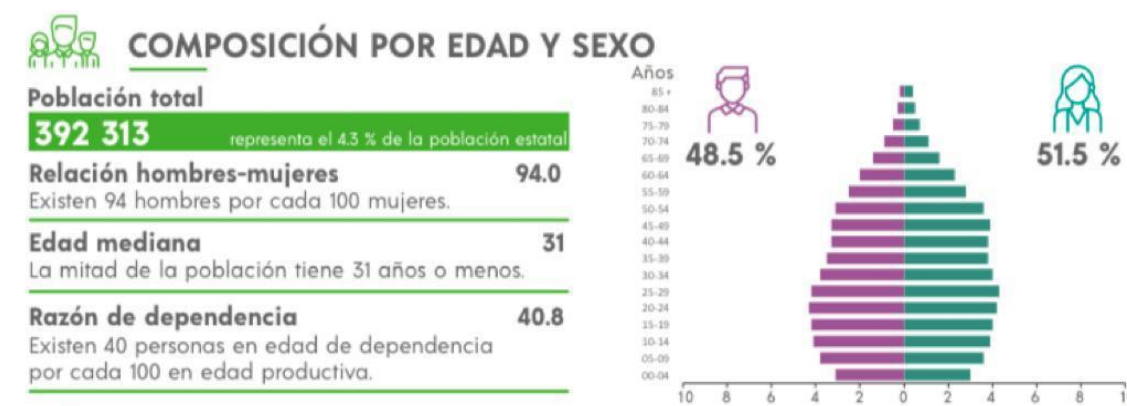 COMPOSICIÓN POR EDAD Y SEXO
Población total
392 313 representa el 4.3 % de la población estatal
Relación hombres-mujeres 94.0
Existen 94 hombres por cada 100 mujeres.
Edad mediana 31
La mitad de la población tiene 31 años o menos.
Razón de dependencia 40.8
Existen 40 personas en edad de dependencia
por cada 100 en edad productiva.
Años
85 +
80-84
75-79
70-74
65-69
60-64
55-59
50-54
45-49
40-44
35-39
30-34
25-29
20-24
15-19
10-14
05-09
00-04
48.5 %
51.5 %
10 8 6 4 2 0 2 4 6 8 1